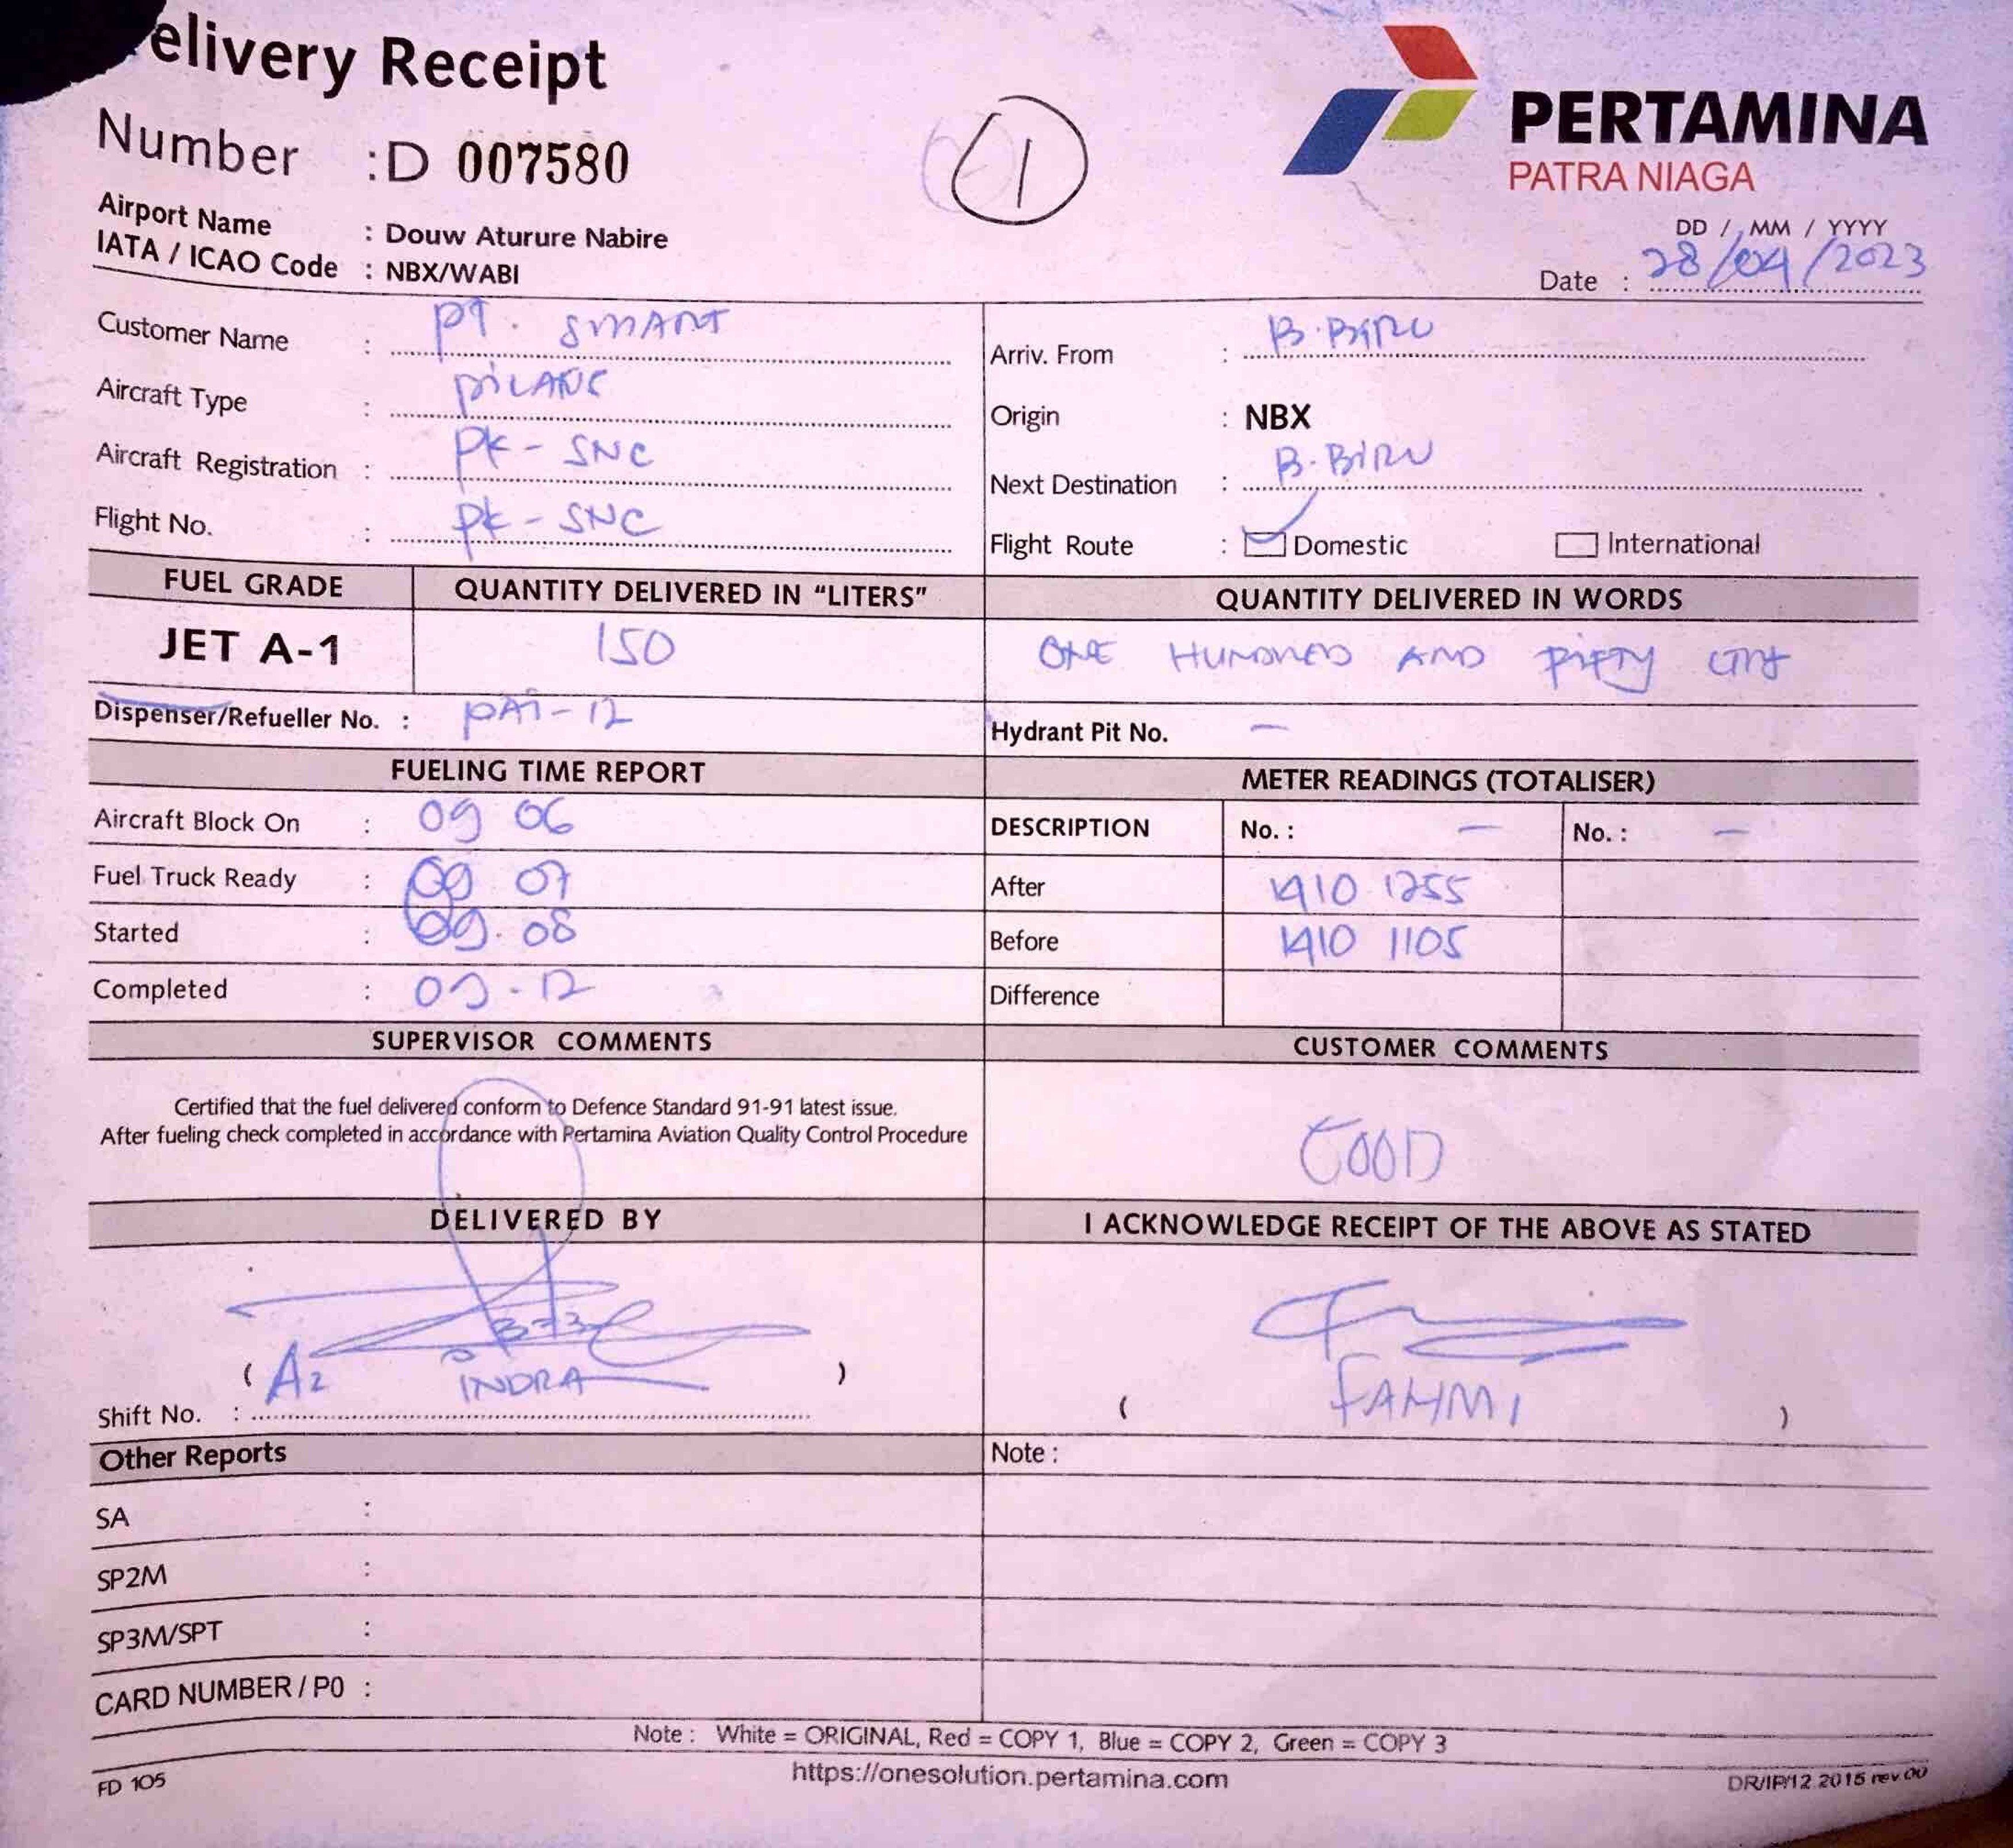 elivery Receipt
PERTAMINA
PATRA NIAGA
Number :D 007580
1
Airport Name : Douw Aturure Nabire
IATA / ICAO Code : NBX/WABI
DD / MM / YYYY
Date : 28/04/2023
Customer Name : PT. SMART
Arriv. From : B. BIRU
Aircraft Type : PILATUS
Origin : NBX
Aircraft Registration : PK - SNC
Next Destination : B. BIRU
Flight No. : PK - SNC
Flight Route : Domestic International
FUEL GRADE QUANTITY DELIVERED IN “LITERS” QUANTITY DELIVERED IN WORDS
JET A-1 150 ONE HUNDRED AND FIFTY
Dispenser/Refueller No. : PAT-12
Hydrant Pit No. –
FUELING TIME REPORT METER READINGS (TOTALISER)
Aircraft Block On : 09 06
DESCRIPTION No. : – No. : –
Fuel Truck Ready : 09 07
After 1410 1255
Started : 09. 08
Before 1410 1105
Completed : 09 - 12
Difference
SUPERVISOR COMMENTS CUSTOMER COMMENTS
Certified that the fuel delivered conform to Defence Standard 91-91 latest issue.
After fueling check completed in accordance with Pertamina Aviation Quality Control Procedure
GOOD
DELIVERED BY I ACKNOWLEDGE RECEIPT OF THE ABOVE AS STATED
( A2 INDRA )
( FAHMI )
Shift No. :
Other Reports Note :
SA :
SP2M :
SP3M/SPT :
CARD NUMBER / P0 :
Note : White = ORIGINAL, Red = COPY 1, Blue = COPY 2, Green = COPY 3
FD 105 https://onesolution.pertamina.com DR/IP/12.2015 rev.00